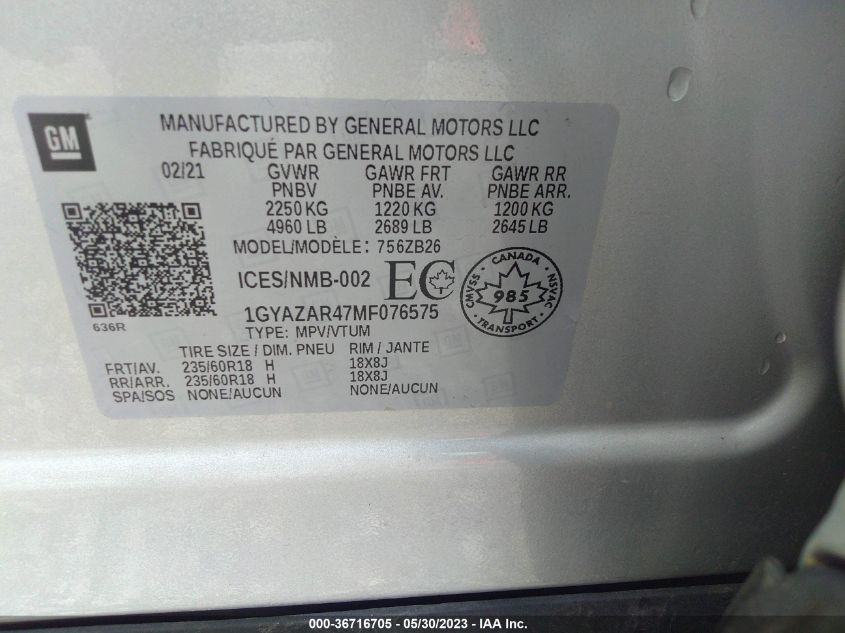 GM
MANUFACTURED BY GENERAL MOTORS LLC
FABRIQUÉ PAR GENERAL MOTORS LLC
02/21 GVWR GAWR FRT GAWR RR
PNBV PNBE AV. PNBE ARR.
2250 KG 1220 KG 1200 KG
4960 LB 2689 LB 2645 LB
MODEL/MODÈLE: 756ZB26
ICES/NMB-002 EC
CANADA
CMVSS 985 NSVAC
TRANSPORT
1GYAZAR47MF076575
636R
TYPE: MPV/VTUM
TIRE SIZE / DIM. PNEU RIM / JANTE
FRT/AV. 235/60R18 H 18X8J
RR/ARR. 235/60R18 H 18X8J
SPA/SOS NONE/AUCUN NONE/AUCUN
000-36716705 - 05/30/2023 - IAA Inc.